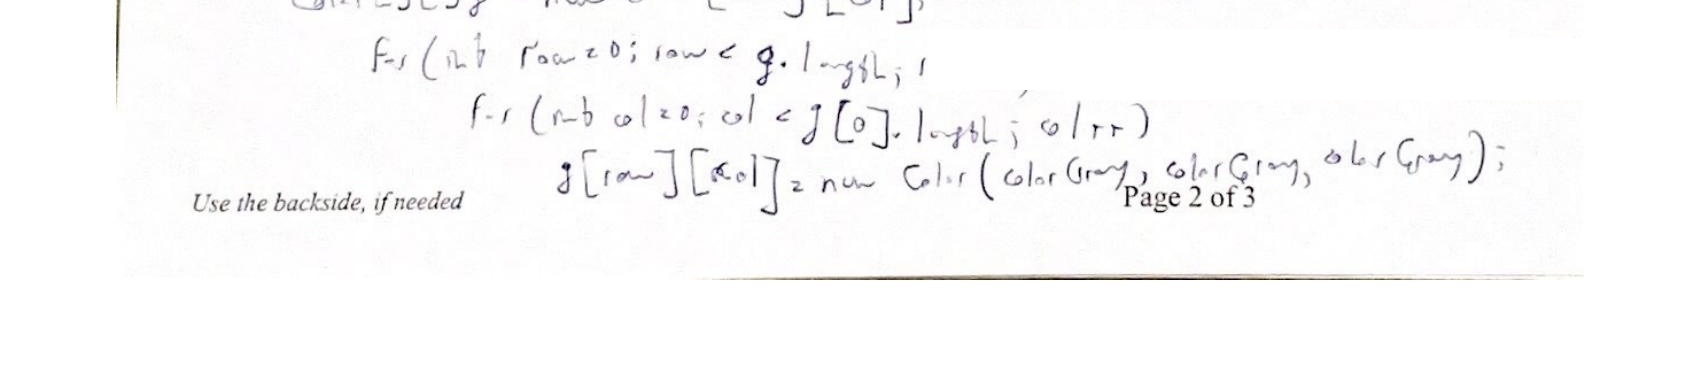 for (int row=0; row < g.length; r
for (int col=0; col < g[0].length; col++)
g[row][col] = new Color(colorGray, colorGray, colorGray);
Use the backside, if needed
Page 2 of 3